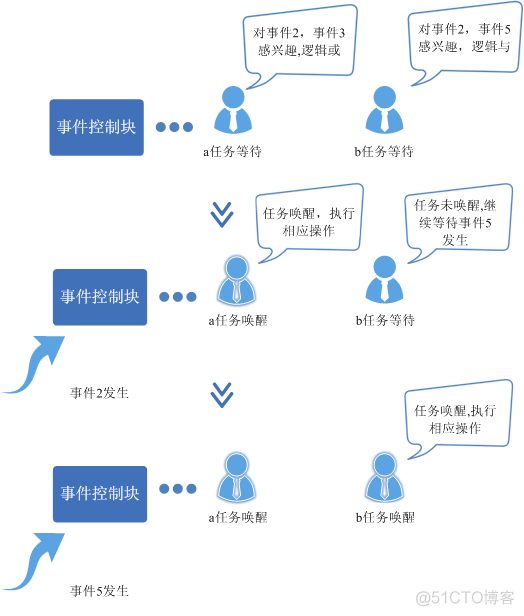 对事件2，事件3
感兴趣,逻辑或
对事件2，事件5
感兴趣，逻辑与
事件控制块
a任务等待
b任务等待
任务唤醒，执行
相应操作
任务未唤醒,继
续等待事件5
发生
事件控制块
a任务唤醒
b任务等待
事件2发生
任务唤醒,执行
相应操作
事件控制块
a任务唤醒
b任务唤醒
事件5发生
@51CTO博客